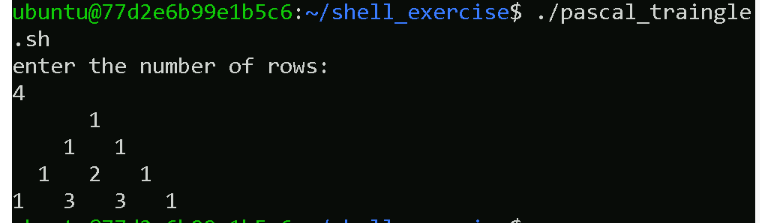 ubuntu@77d2e6b99e1b5c6:~/shell_exercise$ ./pascal_traingle
.sh
enter the number of rows:
4
      1
    1   1
  1   2   1
1   3   3   1